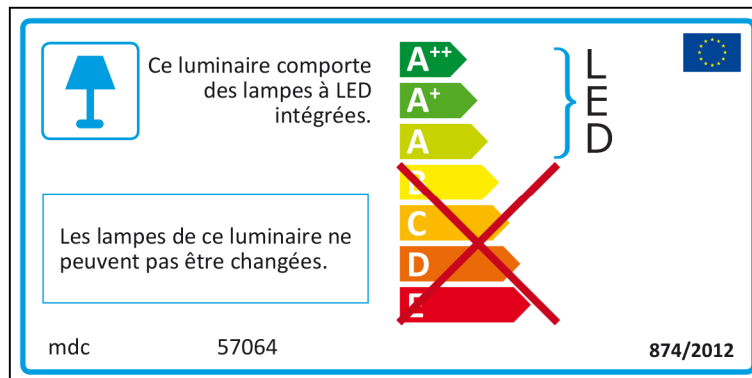 Ce luminaire comporte
des lampes à LED
intégrées.
A++
A+
A
B
C
D
E
LED
Les lampes de ce luminaire ne
peuvent pas être changées.
mdc 57064
874/2012